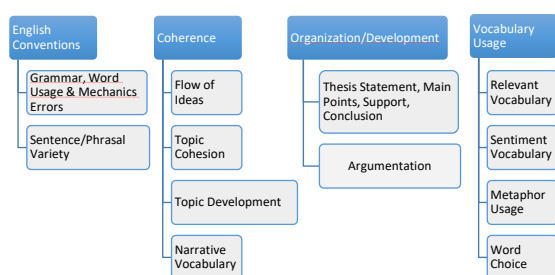 English
Conventions
Grammar, Word
Usage & Mechanics
Errors
Sentence/Phrasal
Variety
Coherence
Flow of
Ideas
Topic
Cohesion
Topic Development
Narrative
Vocabulary
Organization/Development
Thesis Statement, Main
Points, Support,
Conclusion
Argumentation
Vocabulary
Usage
Relevant
Vocabulary
Sentiment
Vocabulary
Metaphor
Usage
Word
Choice